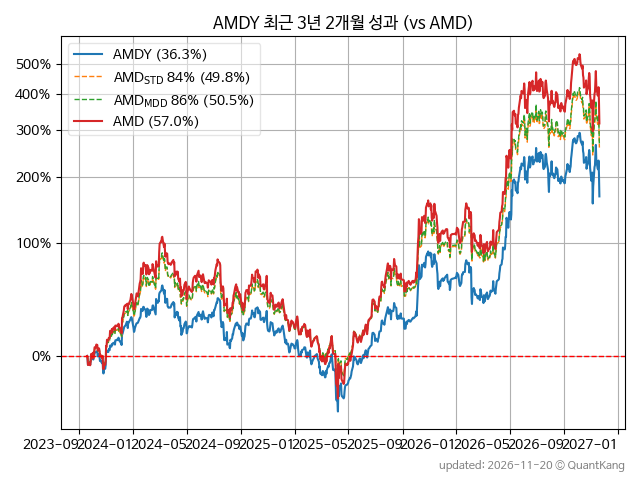 AMDY 최근 3년 2개월 성과 (vs AMD)
AMDY (36.3%)
AMD_STD 84% (49.8%)
AMD_MDD 86% (50.5%)
AMD (57.0%)
500%
400%
300%
200%
100%
0%
2023-09 2024-01 2024-05 2024-09 2025-01 2025-05 2025-09 2026-01 2026-05 2026-09 2027-01
updated: 2026-11-20 © QuantKang